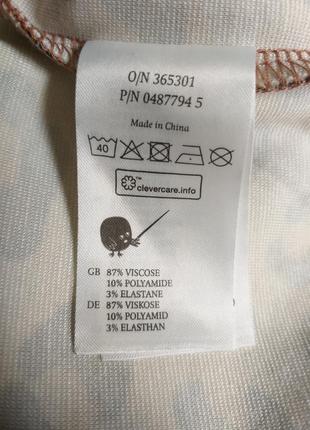 O/N 365301
P/N 0487794 5
Made in China
40
™
clevercare.info
GB 87% VISCOSE
10% POLYAMIDE
3% ELASTANE
DE 87% VISKOSE
10% POLYAMID
3% ELASTHAN